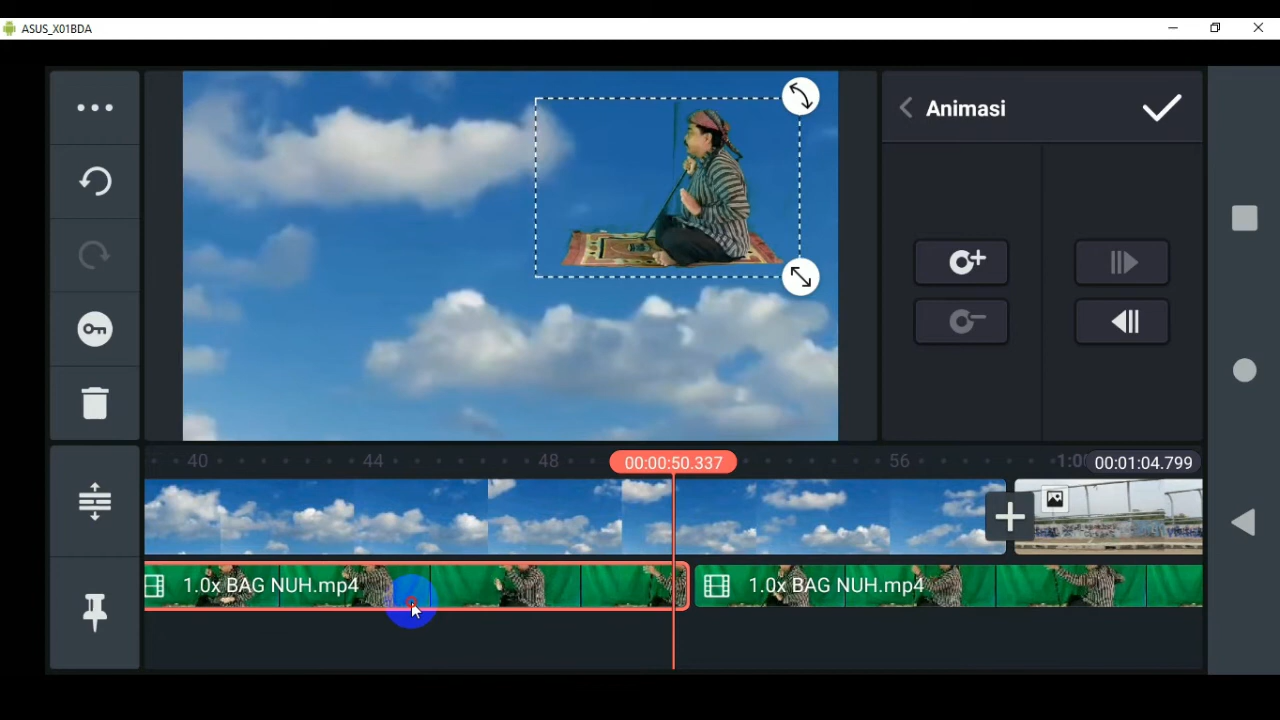 ASUS_X01BDA
Animasi
40
44
48
00:00:50.337
56
1:0
00:01:04.799
1.0x BAG NUH.mp4
1.0x BAG NUH.mp4